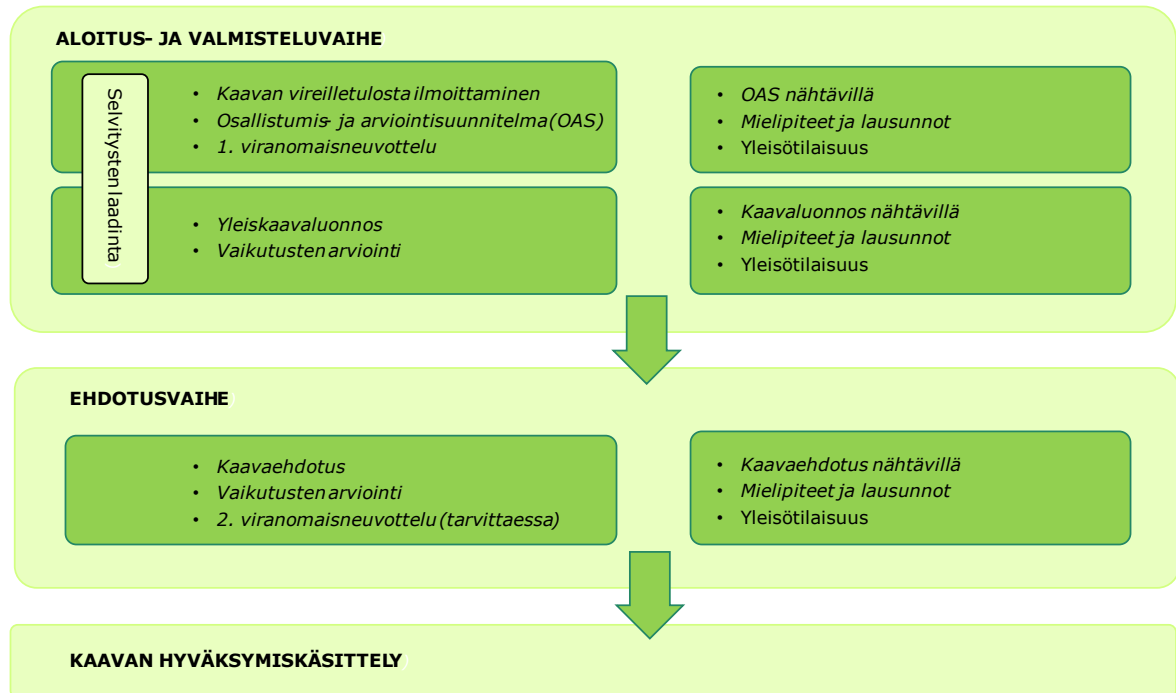 ALOITUS- JA VALMISTELUVAIHE
Selvitysten laadinta
• Kaavan vireilletulosta ilmoittaminen
• Osallistumis- ja arviointisuunnitelma (OAS)
• 1. viranomaisneuvottelu
• OAS nähtävillä
• Mielipiteet ja lausunnot
• Yleisötilaisuus
• Yleiskaavaluonnos
• Vaikutusten arviointi
• Kaavaluonnos nähtävillä
• Mielipiteet ja lausunnot
• Yleisötilaisuus
EHDOTUSVAIHE
• Kaavaehdotus
• Vaikutusten arviointi
• 2. viranomaisneuvottelu (tarvittaessa)
• Kaavaehdotus nähtävillä
• Mielipiteet ja lausunnot
• Yleisötilaisuus
KAAVAN HYVÄKSYMISKÄSITTELY